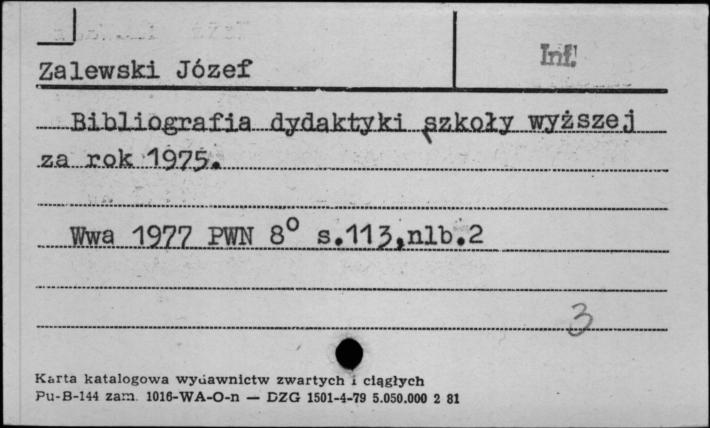 Inf.
Zalewski Józef
Bibliografia dydaktyki szkoły wyższej
za rok 1975.
Wwa 1977 PWN 8° s.113,nlb.2
3
Karta katalogowa wydawnictw zwartych i ciągłych
Pu-B-144 zam. 1016-WA-O-n — DZG 1501-4-79 5.050.000 2 81